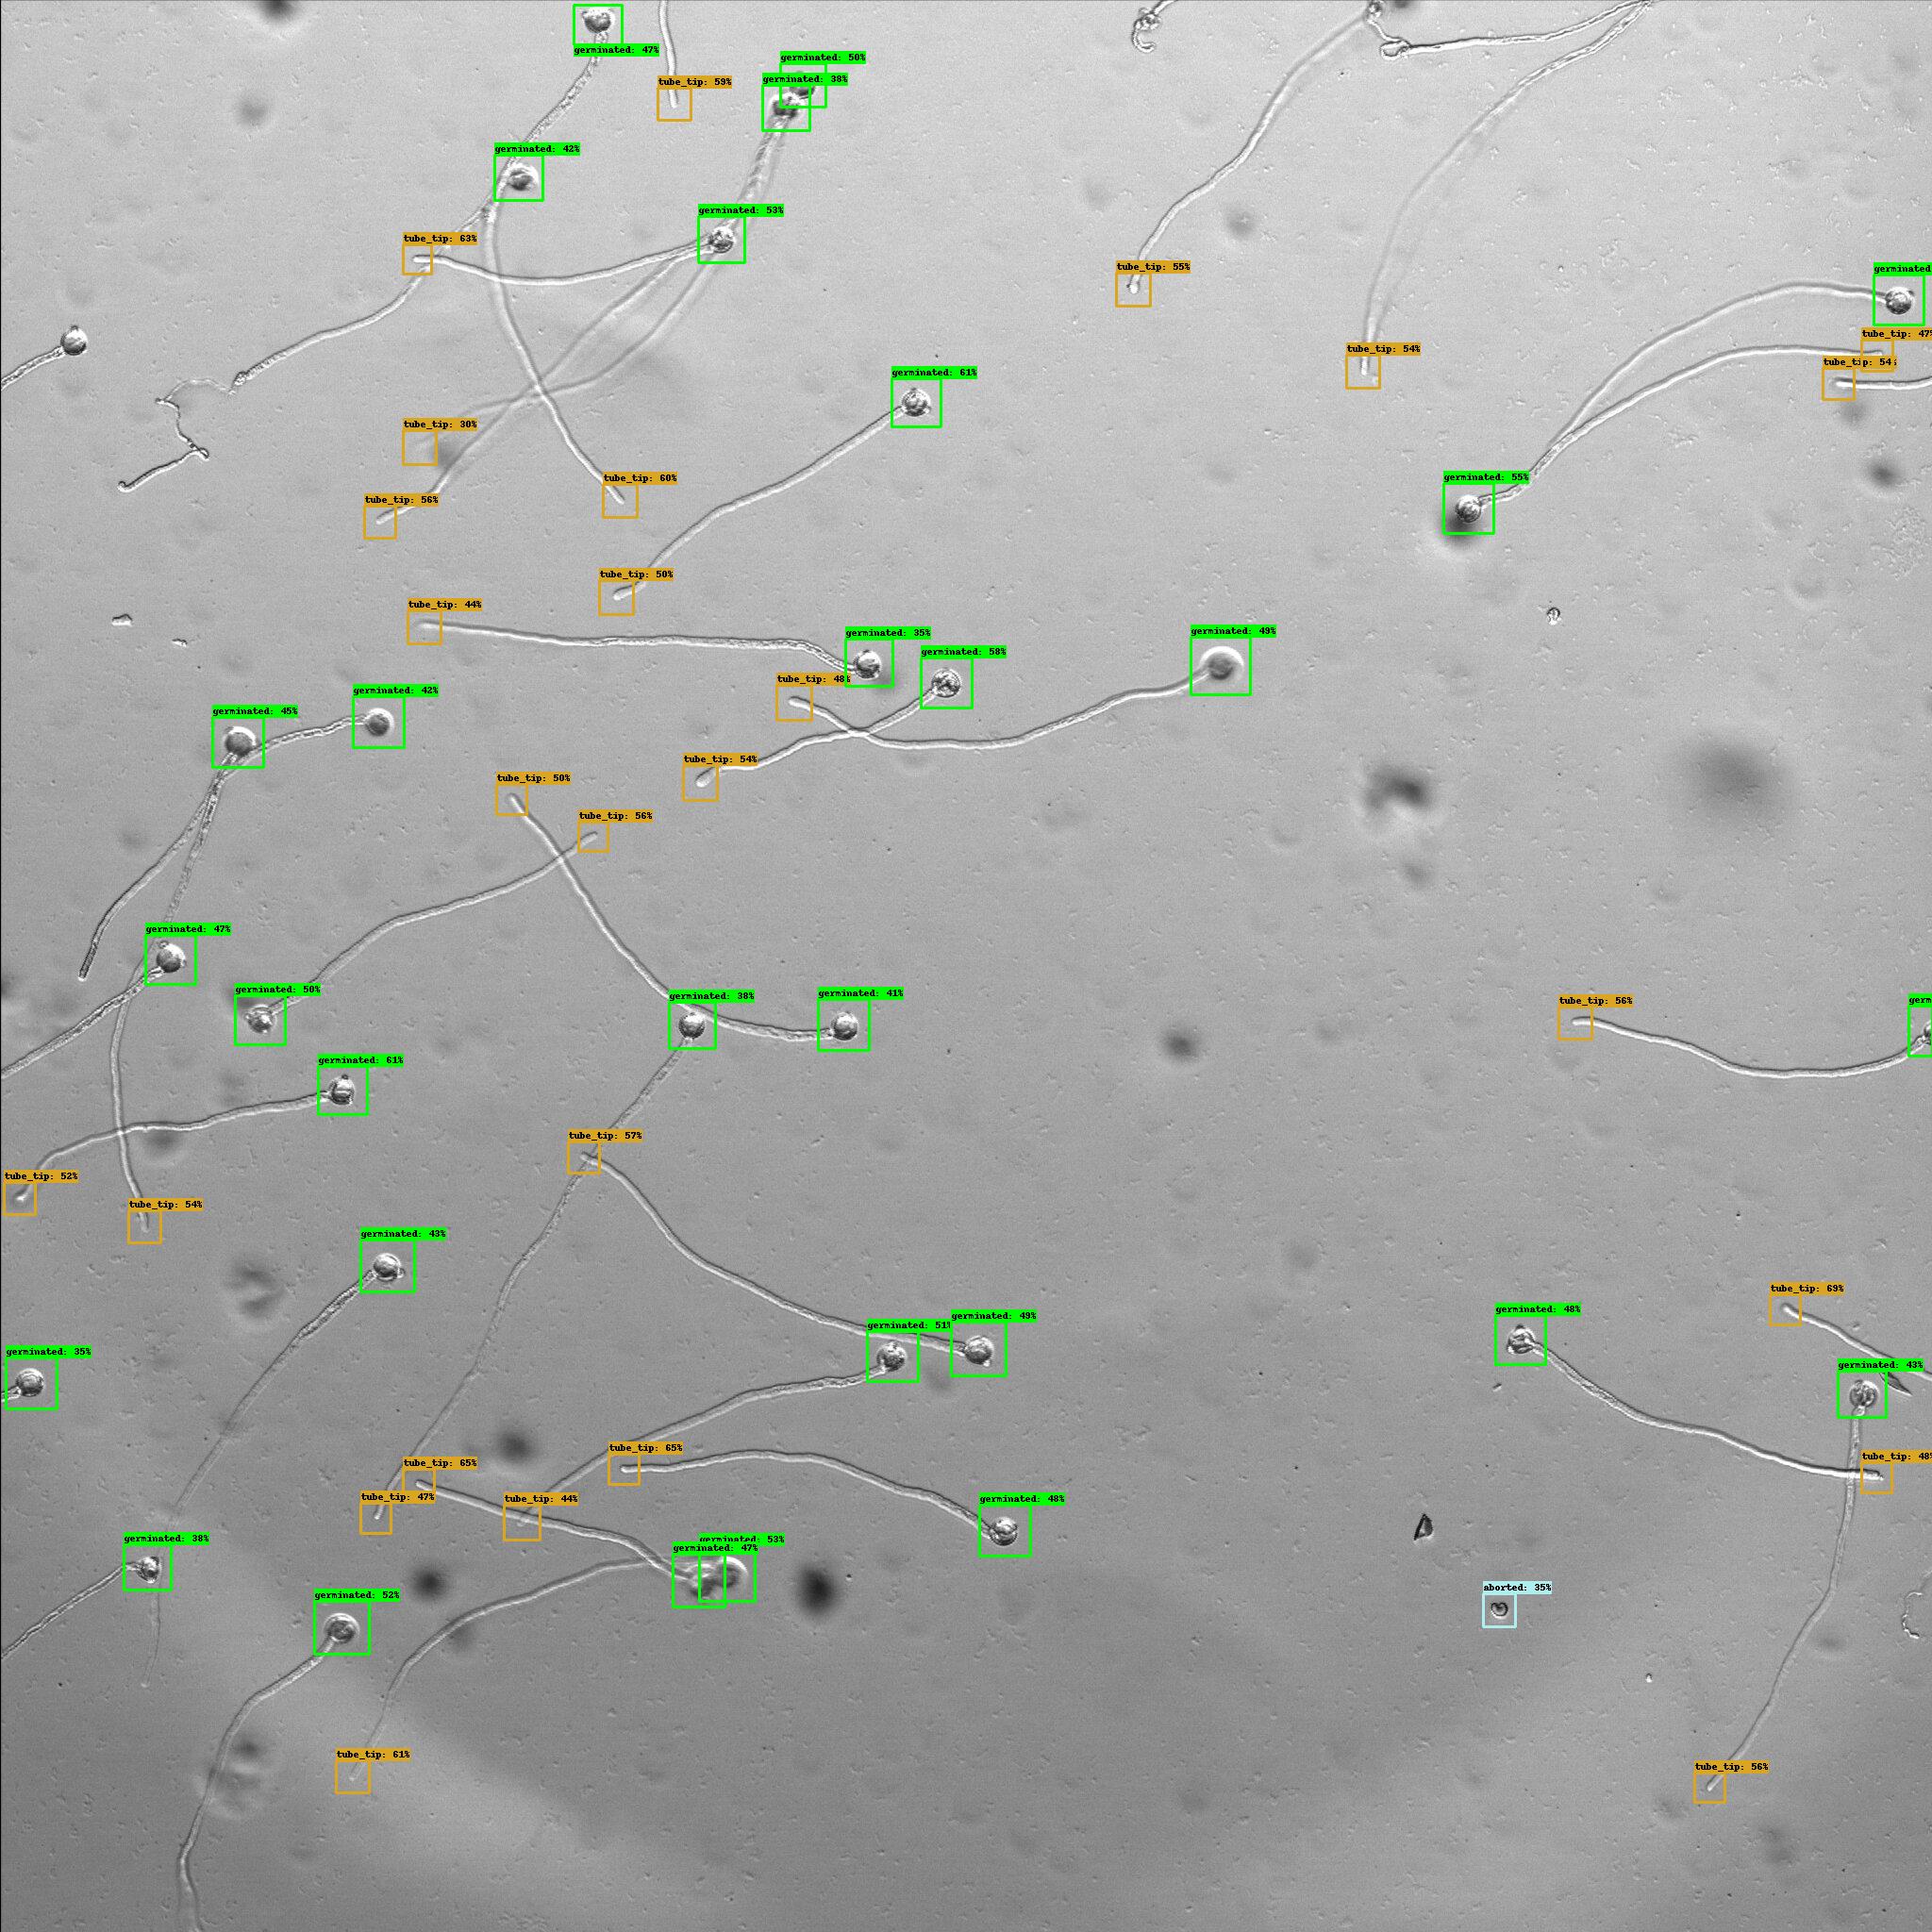 germinated: 47%
germinated: 50%
germinated: 38%
tube_tip: 59%
germinated: 42%
germinated: 53%
tube_tip: 63%
tube_tip: 55%
germinated
tube_tip: 47%
tube_tip: 54
tube_tip: 54%
germinated: 61%
tube_tip: 30%
tube_tip: 60%
germinated: 55%
tube_tip: 56%
tube_tip: 50%
tube_tip: 44%
germinated: 35%
germinated: 49%
germinated: 58%
tube_tip: 48%
germinated: 42%
germinated: 45%
tube_tip: 54%
tube_tip: 50%
tube_tip: 56%
germinated: 47%
germinated: 50%
germinated: 38%
germinated: 41%
tube_tip: 56%
germ
germinated: 61%
tube_tip: 57%
tube_tip: 52%
tube_tip: 54%
germinated: 43%
tube_tip: 69%
germinated: 48%
germinated: 49%
germinated: 51%
germinated: 35%
germinated: 43%
tube_tip: 65%
tube_tip: 65%
tube_tip: 48%
tube_tip: 47%
tube_tip: 44%
germinated: 48%
germinated: 38%
germinated: 53%
germinated: 47%
aborted: 35%
germinated: 52%
tube_tip: 61%
tube_tip: 56%